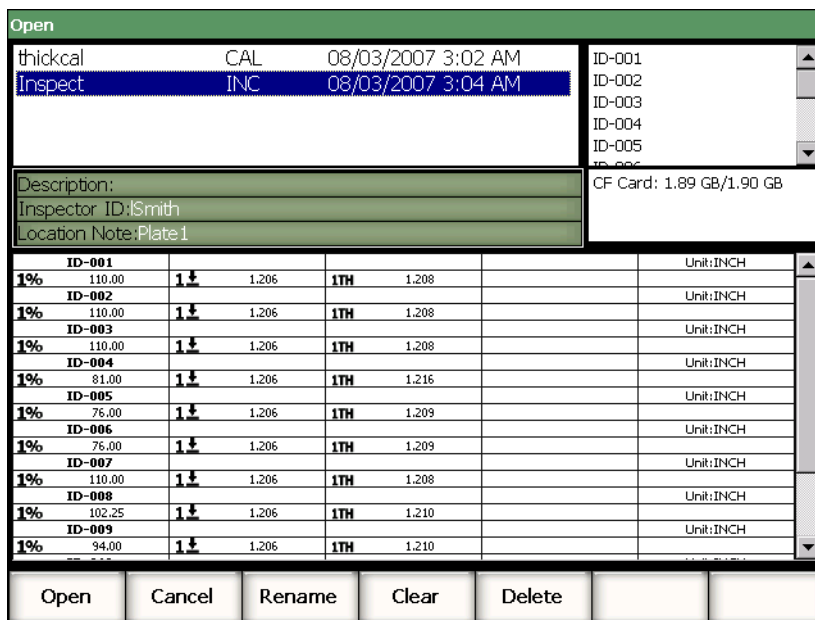 Open
thickcal CAL 08/03/2007 3:02 AM
Inspect INC 08/03/2007 3:04 AM
ID-001
ID-002
ID-003
ID-004
ID-005
Description:
Inspector ID:JSmith
Location Note:Plate1
CF Card: 1.89 GB/1.90 GB
ID-001 Unit:INCH
1% 110.00 1 1.206 1TH 1.208
ID-002 Unit:INCH
1% 110.00 1 1.206 1TH 1.208
ID-003 Unit:INCH
1% 110.00 1 1.206 1TH 1.208
ID-004 Unit:INCH
1% 81.00 1 1.206 1TH 1.216
ID-005 Unit:INCH
1% 76.00 1 1.206 1TH 1.209
ID-006 Unit:INCH
1% 76.00 1 1.206 1TH 1.209
ID-007 Unit:INCH
1% 110.00 1 1.206 1TH 1.208
ID-008 Unit:INCH
1% 102.25 1 1.206 1TH 1.210
ID-009 Unit:INCH
1% 94.00 1 1.206 1TH 1.210
Open Cancel Rename Clear Delete